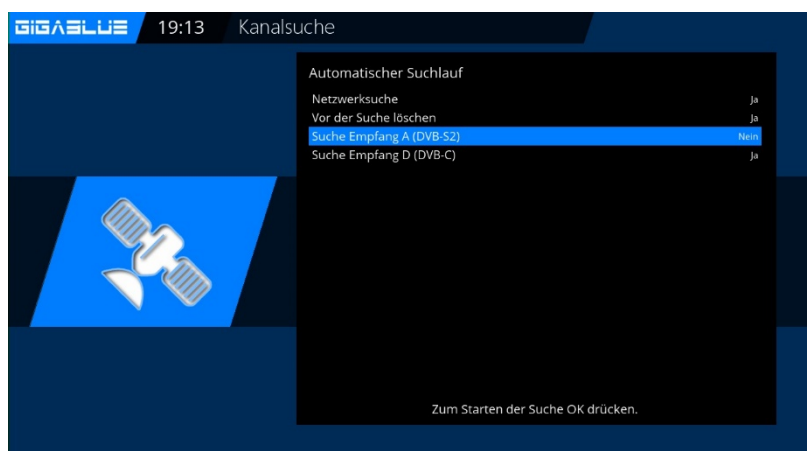 GIGABLUE 19:13 Kanalsuche
Automatischer Suchlauf
Netzwerksuche Ja
Vor der Suche löschen Ja
Suche Empfang A (DVB-S2) Nein
Suche Empfang D (DVB-C) Ja
Zum Starten der Suche OK drücken.